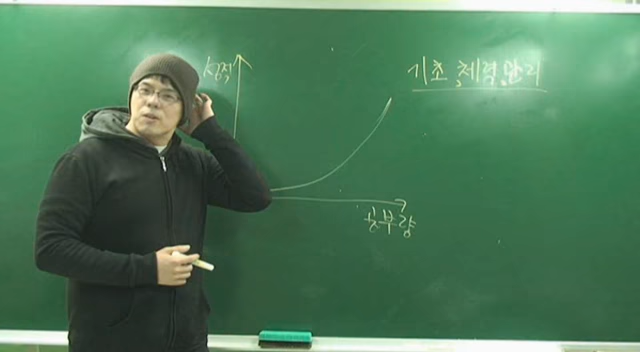 성적
기초 체력 관리
공부량